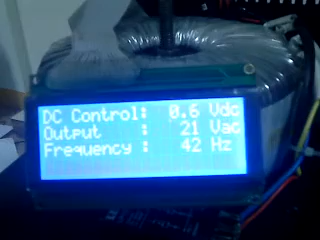 DC Control: 0.6 Vdc
Output : 21 Vac
Frequency : 42 Hz